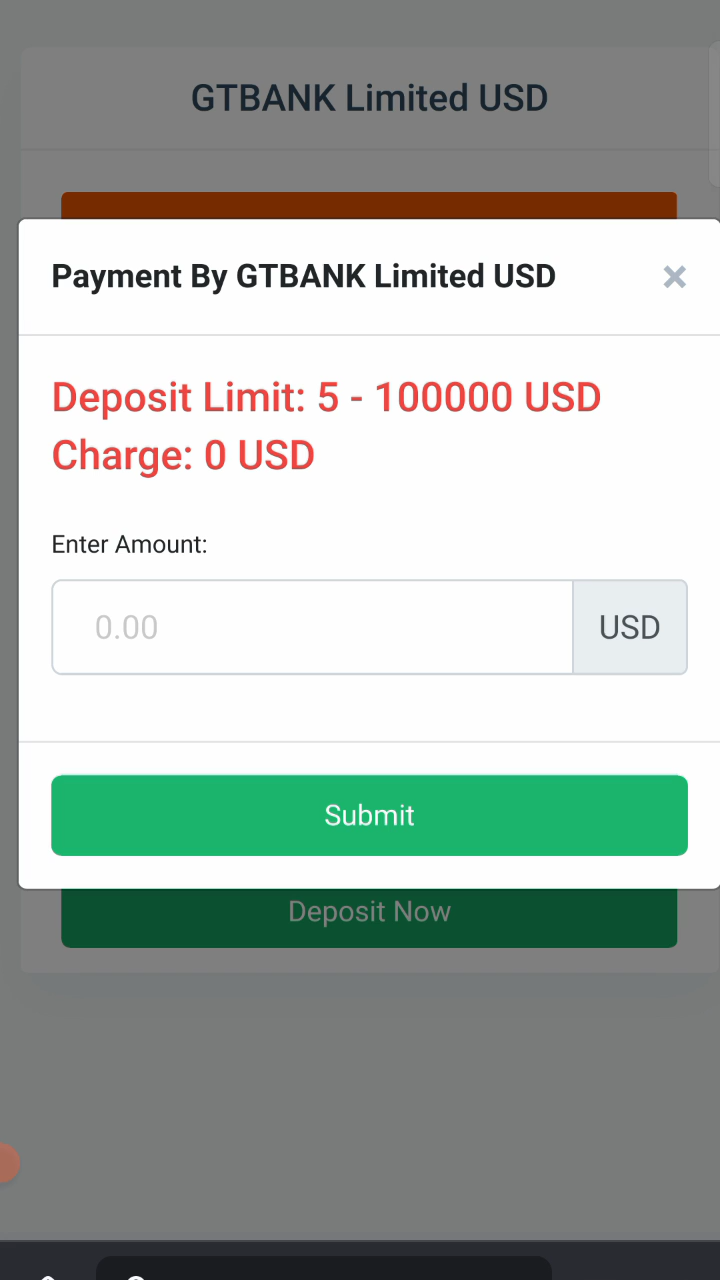 GTBANK Limited USD
Payment By GTBANK Limited USD ×
Deposit Limit: 5 - 100000 USD
Charge: 0 USD
Enter Amount:
0.00 USD
Submit
Deposit Now